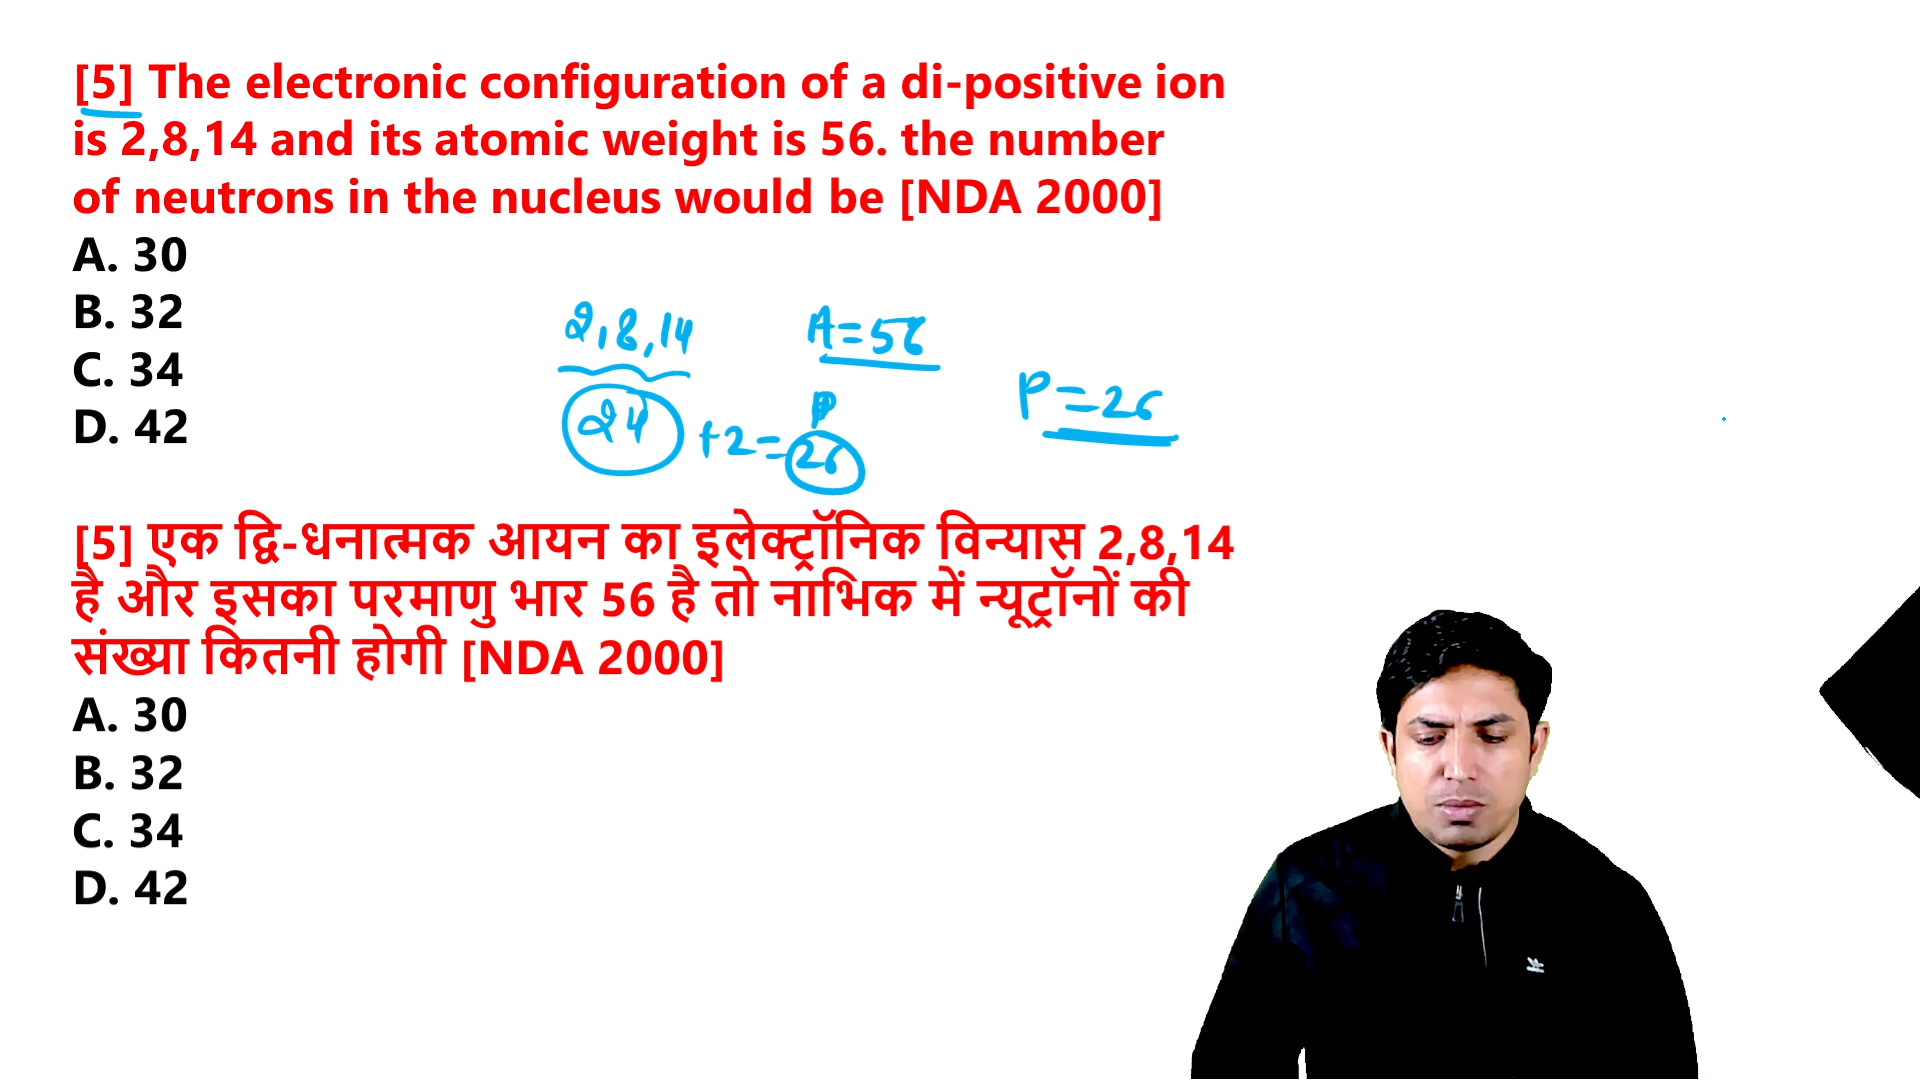 [5] The electronic configuration of a di-positive ion
is 2,8,14 and its atomic weight is 56. the number
of neutrons in the nucleus would be [NDA 2000]
A. 30
B. 32
C. 34
D. 42
2,8,14
A=56
24 +2=26
P
P=26
[5] एक द्वि-धनात्मक आयन का इलेक्ट्रॉनिक विन्यास 2,8,14
है और इसका परमाणु भार 56 है तो नाभिक में न्यूट्रॉनों की
संख्या कितनी होगी [NDA 2000]
A. 30
B. 32
C. 34
D. 42